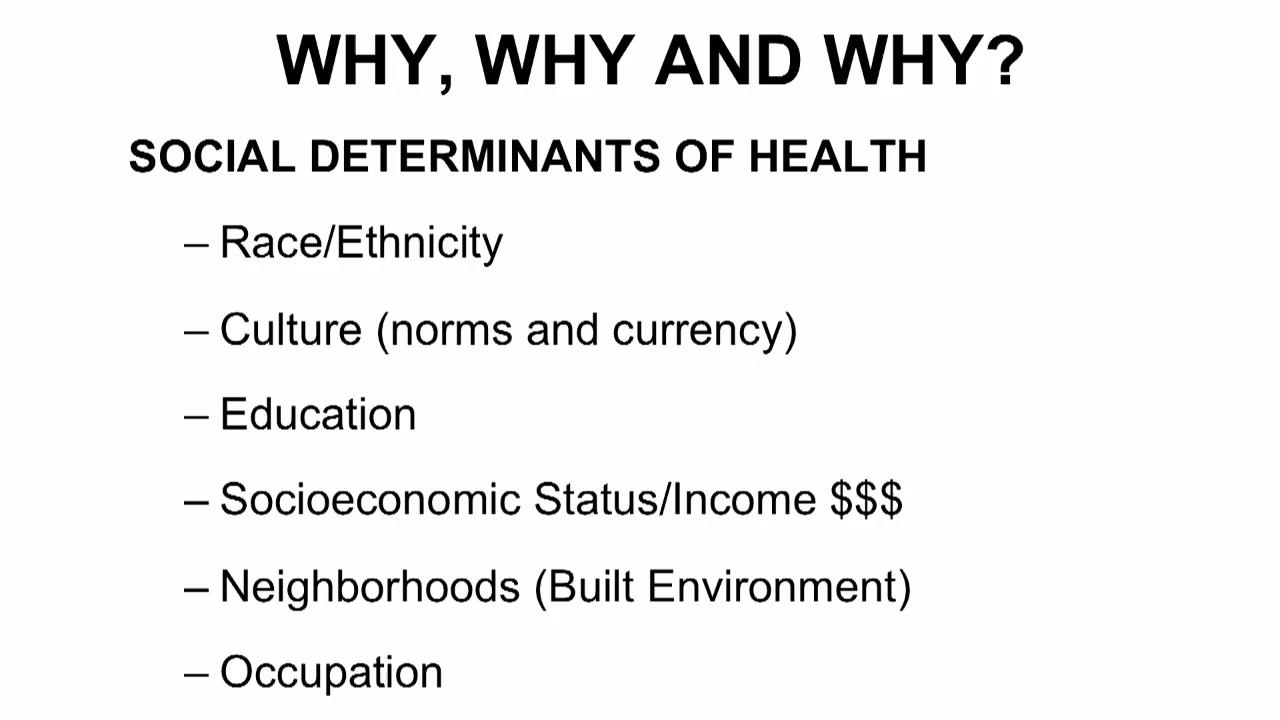 WHY, WHY AND WHY?
SOCIAL DETERMINANTS OF HEALTH
– Race/Ethnicity
– Culture (norms and currency)
– Education
– Socioeconomic Status/Income $$$
– Neighborhoods (Built Environment)
– Occupation